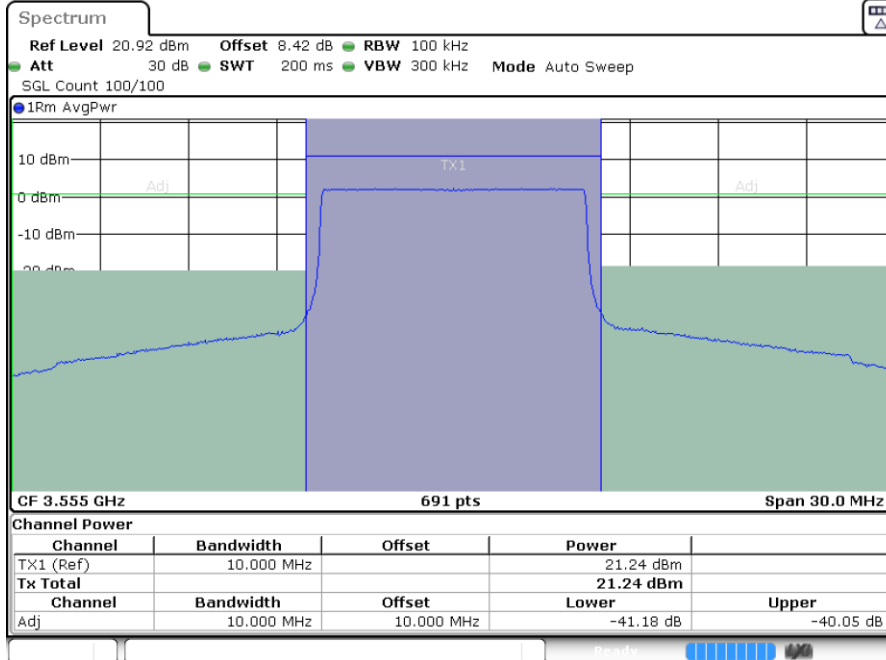 Spectrum
Ref Level 20.92 dBm Offset 8.42 dB RBW 100 kHz
Att 30 dB SWT 200 ms VBW 300 kHz Mode Auto Sweep
SGL Count 100/100
1Rm AvgPwr
10 dBm
TX1
Adj Adj
0 dBm
-10 dBm
-20 dBm
CF 3.555 GHz 691 pts Span 30.0 MHz
Channel Power
Channel Bandwidth Offset Power
TX1 (Ref) 10.000 MHz 21.24 dBm
Tx Total 21.24 dBm
Channel Bandwidth Offset Lower Upper
Adj 10.000 MHz 10.000 MHz -41.18 dB -40.05 dB
Ready